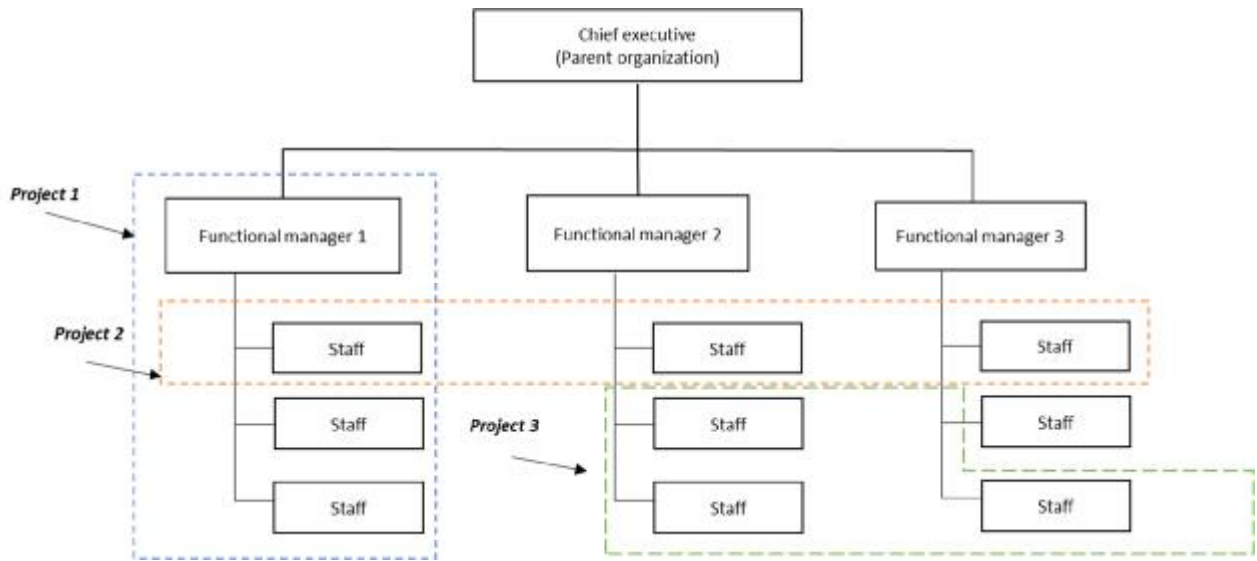 Chief executive
(Parent organization)
Project 1
Functional manager 1
Functional manager 2
Functional manager 3
Project 2
Staff
Staff
Staff
Staff
Staff
Staff
Project 3
Staff
Staff
Staff